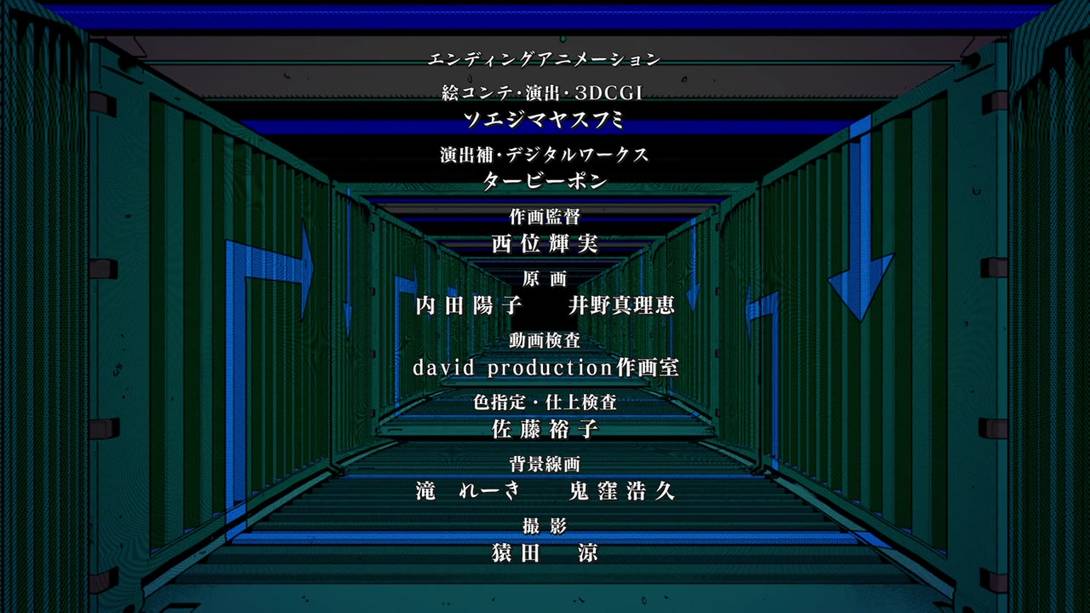 エンディングアニメーション
絵コンテ・演出・3DCGI
ソエジマヤスフミ
演出補・デジタルワークス
タービーポン
作画監督
西位輝実
原画
内田陽子　井野真理恵
動画検査
david production作画室
色指定・仕上検査
佐藤裕子
背景線画
滝　れーき　鬼窪浩久
撮影
猿田　涼